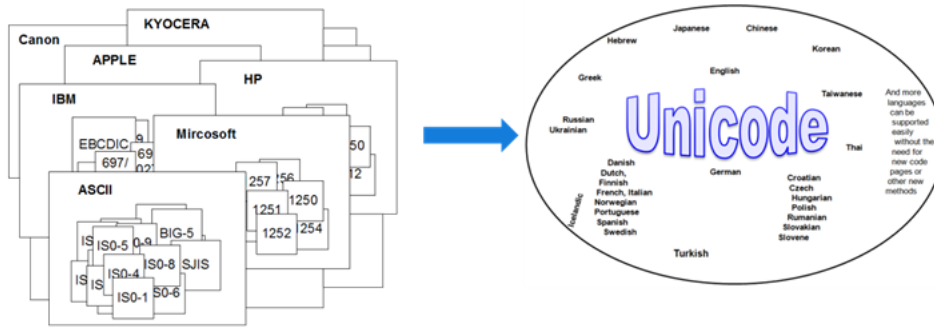 KYOCERA
Canon
APPLE
HP
IBM
Mircosoft
EBCDIC
697/
ASCII
1250
1251
1252
1254
BIG-5
IS0-5
IS0-8
SJIS
IS0-4
IS0-6
IS0-1
Japanese
Chinese
Hebrew
Korean
English
Greek
Taiwanese
Unicode
Russian
Ukrainian
Thai
And more
languages
can be
supported
easily
without the
need for
new code
pages or
other new
methods
Danish
Dutch,
Finnish
French, Italian
Norwegian
Portuguese
Spanish
Swedish
Icelandic
German
Croatian
Czech
Hungarian
Polish
Rumanian
Slovakian
Slovene
Turkish